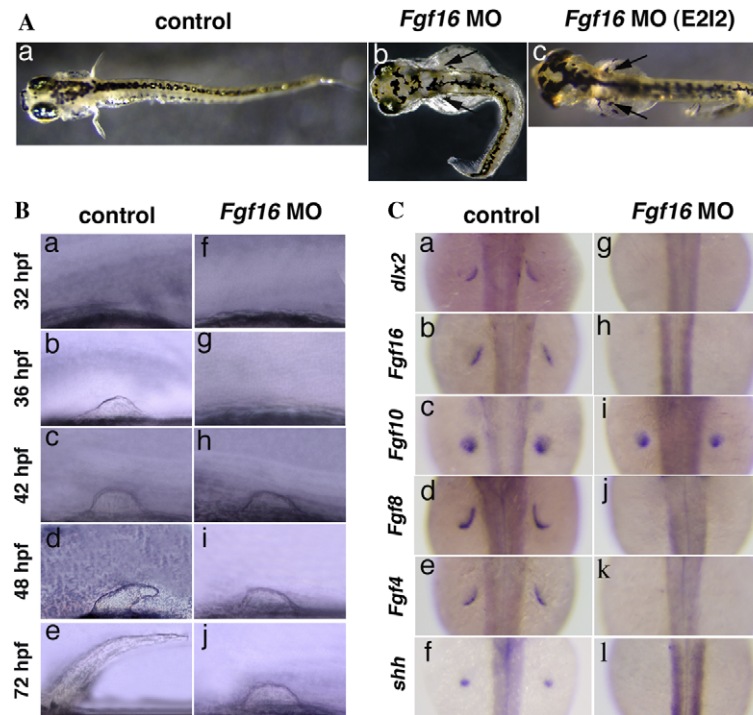 A control Fgf16 MO Fgf16 MO (E2I2)
a b c
B control Fgf16 MO
32 hpf a f
36 hpf b g
42 hpf c h
48 hpf d i
72 hpf e j
C control Fgf16 MO
dlx2 a g
Fgf16 b h
Fgf10 c i
Fgf8 d j
Fgf4 e k
shh f l